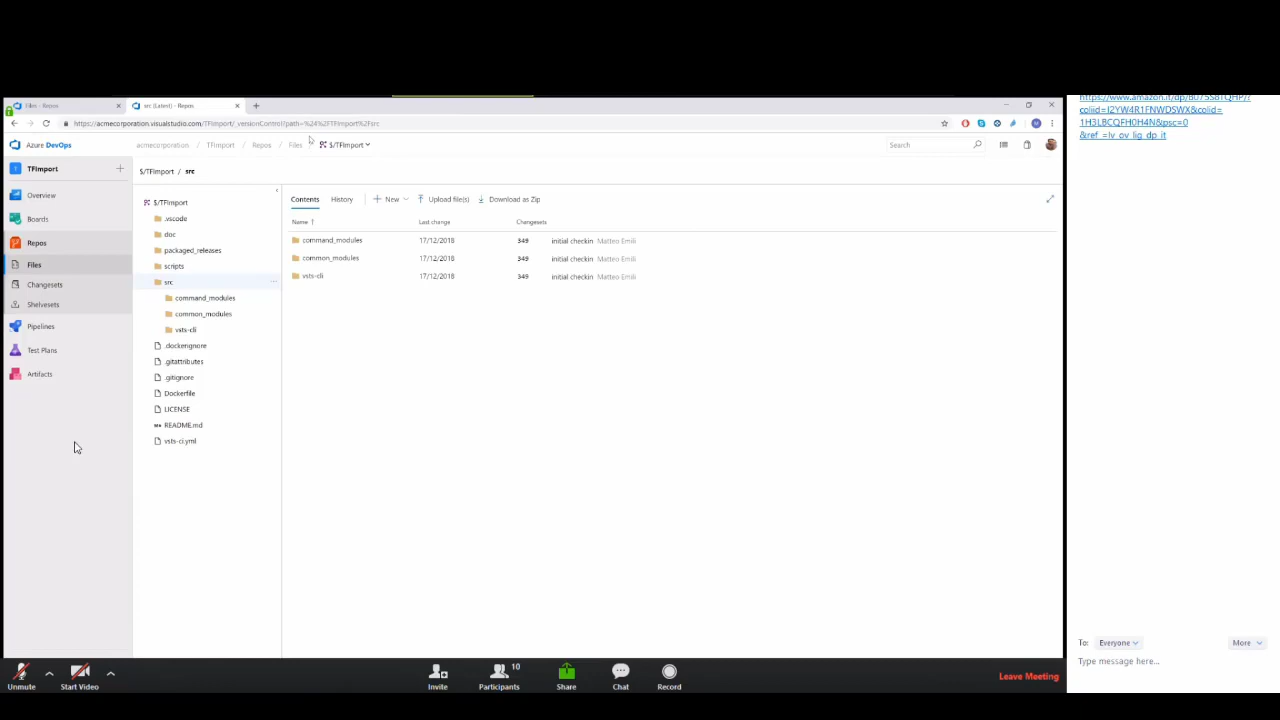 Files - Repos
src (Latest) - Repos
https://acmecorporation.visualstudio.com/TFImport/_versionControl?path=%24%2FTFImport%2Fsrc
Azure DevOps
acmecorporation / TFImport / Repos / Files / $/TFImport
Search
TFImport
$/TFImport / src
Overview
Boards
Repos
Files
Changesets
Shelvesets
Pipelines
Test Plans
Artifacts
$/TFImport
.vscode
doc
packaged_releases
scripts
src
command_modules
common_modules
vsts-cli
.dockerignore
.gitattributes
.gitignore
Dockerfile
LICENSE
README.md
vsts-ci.yml
Contents History New Upload file(s) Download as Zip
Name Last change Changesets
command_modules 17/12/2018 349 initial checkin Matteo Emili
common_modules 17/12/2018 349 initial checkin Matteo Emili
vsts-cli 17/12/2018 349 initial checkin Matteo Emili
coliid=I2YW4R1FNWDSWX&colid=
1H3LBCQFH0H4N&psc=0
&ref_=lv_ov_lig_dp_it
To: Everyone More
Type message here...
Unmute
Start Video
Invite
10
Participants
Share
Chat
Record
Leave Meeting